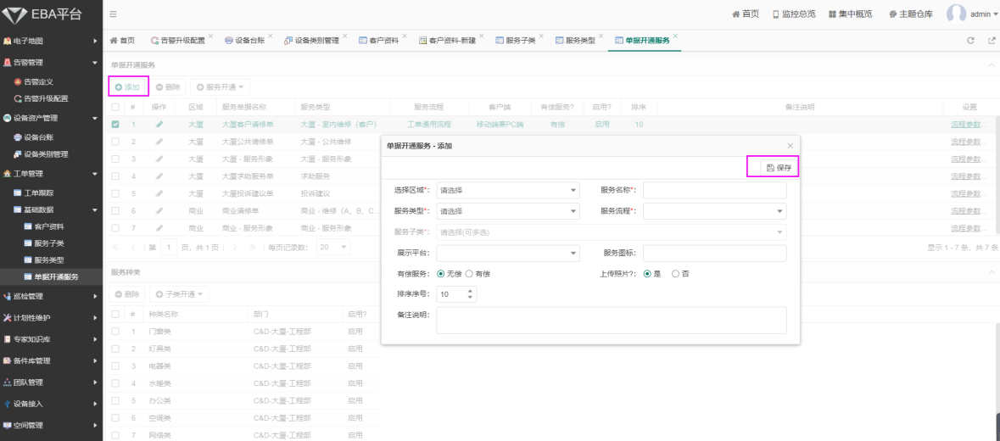 EBA平台
首页 监控总览 集中概览 主题仓库 admin
电子地图
告警管理
告警定义
告警升级配置
设备资产管理
设备台账
设备类别管理
工单管理
工单跟踪
基础数据
客户资料
服务子类
服务类型
单据开通服务
巡检管理
计划性维护
专家知识库
备件库管理
团队管理
设备接入
空间管理
首页 告警升级配置 设备台账 设备类别管理 客户资料 客户资料-新建 服务子类 服务类型 单据开通服务
单据开通服务
添加 删除 服务开通
# 操作 区域 服务单据名称 服务类型 服务流程 客户端 有偿服务? 启用? 排序 备注说明 设置
1 大厦 大厦客户请修单 大厦 - 室内维修（客户） 工单通用流程 移动端兼PC端 有偿 启用 10 流程参数...
2 大厦 大厦公共请修单 大厦 - 公共维修 流程参数...
3 大厦 大厦 - 服务形象 大厦 - 服务形象 流程参数...
4 大厦 大厦求助服务单 求助服务 流程参数...
5 大厦 大厦投诉建议单 投诉建议 流程参数...
6 商业 商业请修单 商业 - 维修（A、B、C... 流程参数...
7 商业 商业 - 服务形象 商业 - 服务形象 流程参数...
第 1 页, 共 1 页 每页记录数: 20 显示 1 - 7 条, 共 7 条
单据开通服务 - 添加
保存
选择区域*: 请选择 服务名称*:
服务类型*: 请选择 服务流程*:
服务子类*: 请选择(可多选)
展示平台: 服务图标:
有偿服务: 无偿 有偿 上传照片?: 是 否
排序序号: 10
备注说明:
服务种类
删除 子类开通
# 种类名称 部门 启用?
1 门窗类 C&D-大厦-工程部 启用
2 灯具类 C&D-大厦-工程部 启用
3 电器类 C&D-大厦-工程部 启用
4 水暖类 C&D-大厦-工程部 启用
5 办公类 C&D-大厦-工程部 启用
6 空调类 C&D-大厦-工程部 启用
7 网络类 C&D-大厦-工程部 启用